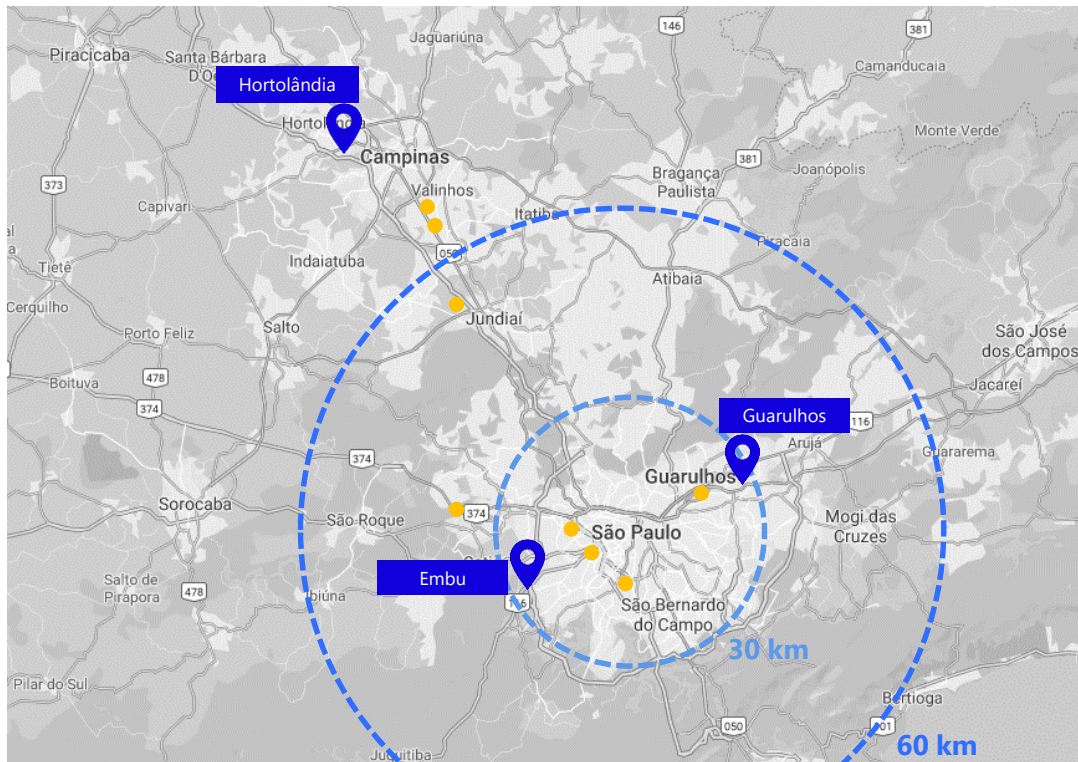 146
381
Piracicaba
Santa Bárbara
Jaguariúna
Camanducaia
Hortolândia
Monte Verde
Campinas
381
Joanópolis
373
Bragança
Paulista
Valinhos
Capivari
Itatiba
Piracaia
Indaiatuba
Tietê
Atibaia
Cerquilho
Jundiaí
Salto
Porto Feliz
São José
dos Campos
478
Boituva
Jacareí
374
Guarulhos
116
Arujá
Guararema
374
Guarulhos
Sorocaba
374
São Roque
São Paulo
Mogi das
Cruzes
Embu
Salto de
Pirapora
478
Ibiúna
São Bernardo
do Campo
30 km
Pilar do Sul
Bertioga
050
Juquitiba
60 km